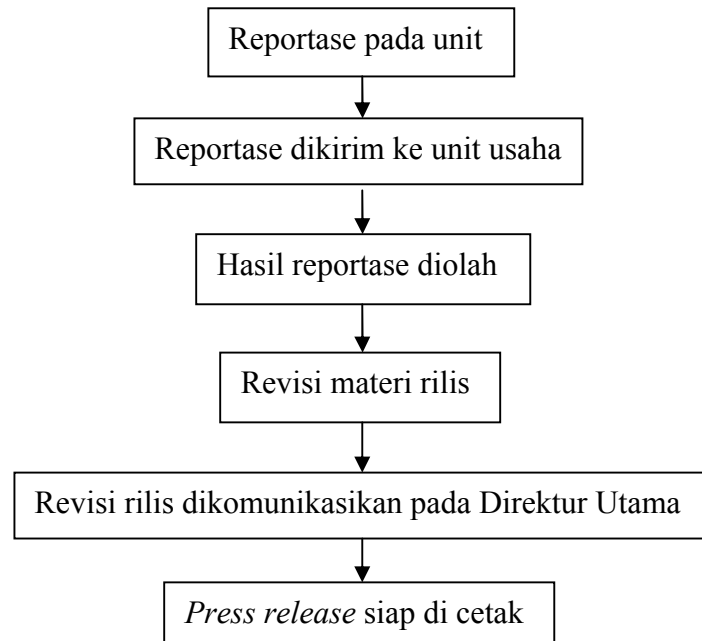 Reportase pada unit
Reportase dikirim ke unit usaha
Hasil reportase diolah
Revisi materi rilis
Revisi rilis dikomunikasikan pada Direktur Utama
Press release siap di cetak